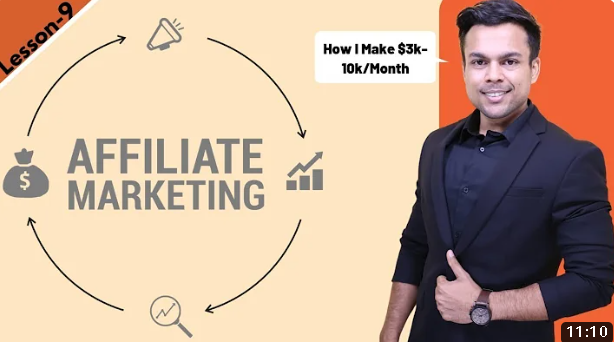 Lesson-9
How I Make $3k-
10k/Month
AFFILIATE
MARKETING
$
11:10